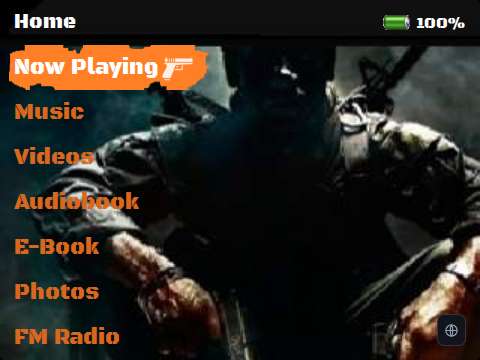 Home
100%
Now Playing
Music
Videos
Audiobook
E-Book
Photos
FM Radio